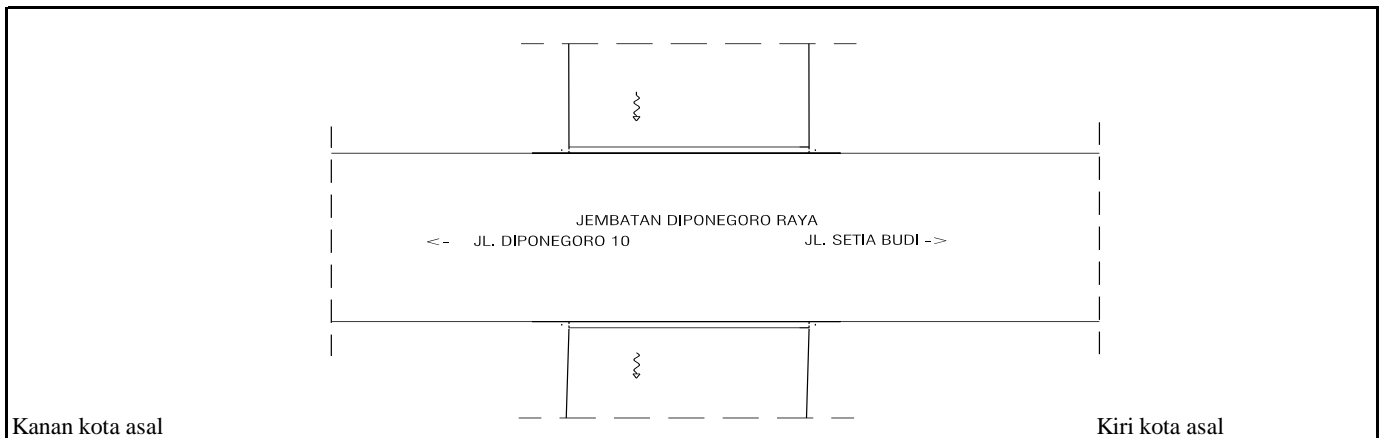 JEMBATAN DIPONEGORO RAYA
<- JL. DIPONEGORO 10 JL. SETIA BUDI ->
Kanan kota asal Kiri kota asal